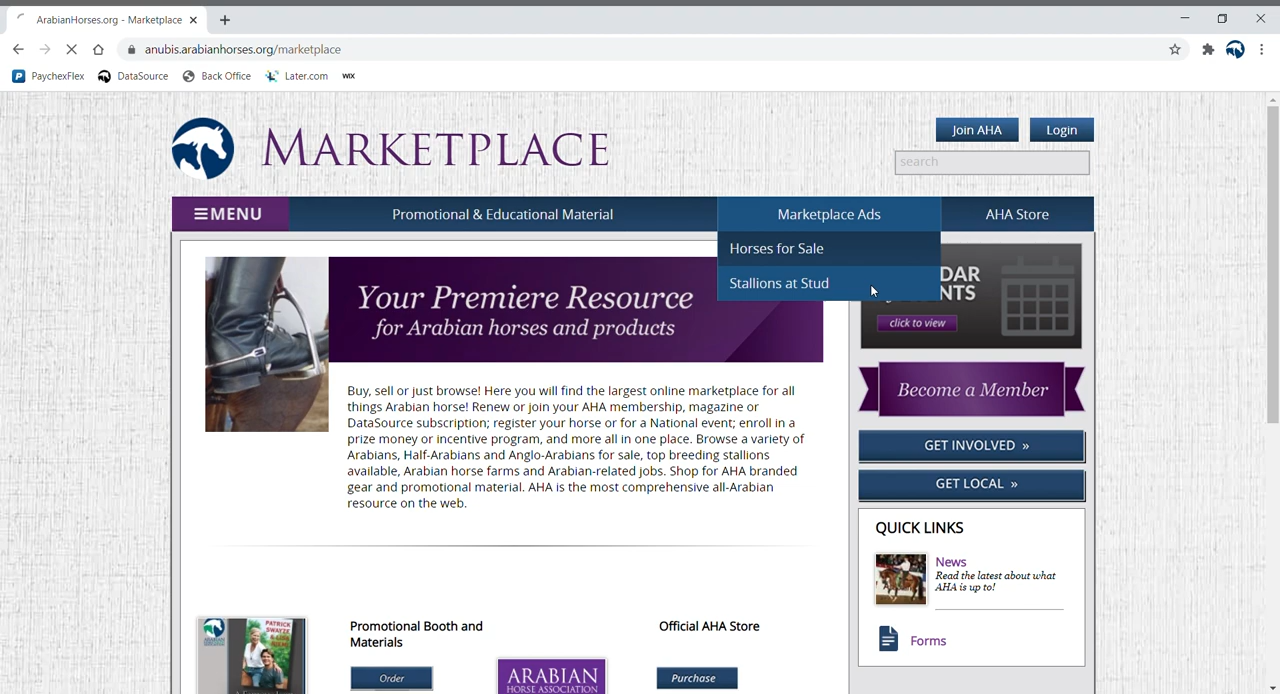 ArabianHorses.org - Marketplace
anubis.arabianhorses.org/marketplace
PaychexFlex DataSource Back Office Later.com WIX
MARKETPLACE
Join AHA Login
search
MENU Promotional & Educational Material Marketplace Ads AHA Store
Horses for Sale
Stallions at Stud
click to view
Your Premiere Resource
for Arabian horses and products
Become a Member
Buy, sell or just browse! Here you will find the largest online marketplace for all
things Arabian horse! Renew or join your AHA membership, magazine or
DataSource subscription; register your horse or for a National event; enroll in a
prize money or incentive program, and more all in one place. Browse a variety of
Arabians, Half-Arabians and Anglo-Arabians for sale, top breeding stallions
available, Arabian horse farms and Arabian-related jobs. Shop for AHA branded
gear and promotional material. AHA is the most comprehensive all-Arabian
resource on the web.
GET INVOLVED »
GET LOCAL »
QUICK LINKS
News
Read the latest about what
AHA is up to!
Forms
Promotional Booth and
Materials
Order
PATRICK
SWAYZE
ARABIAN
HORSE ASSOCIATION
Official AHA Store
Purchase